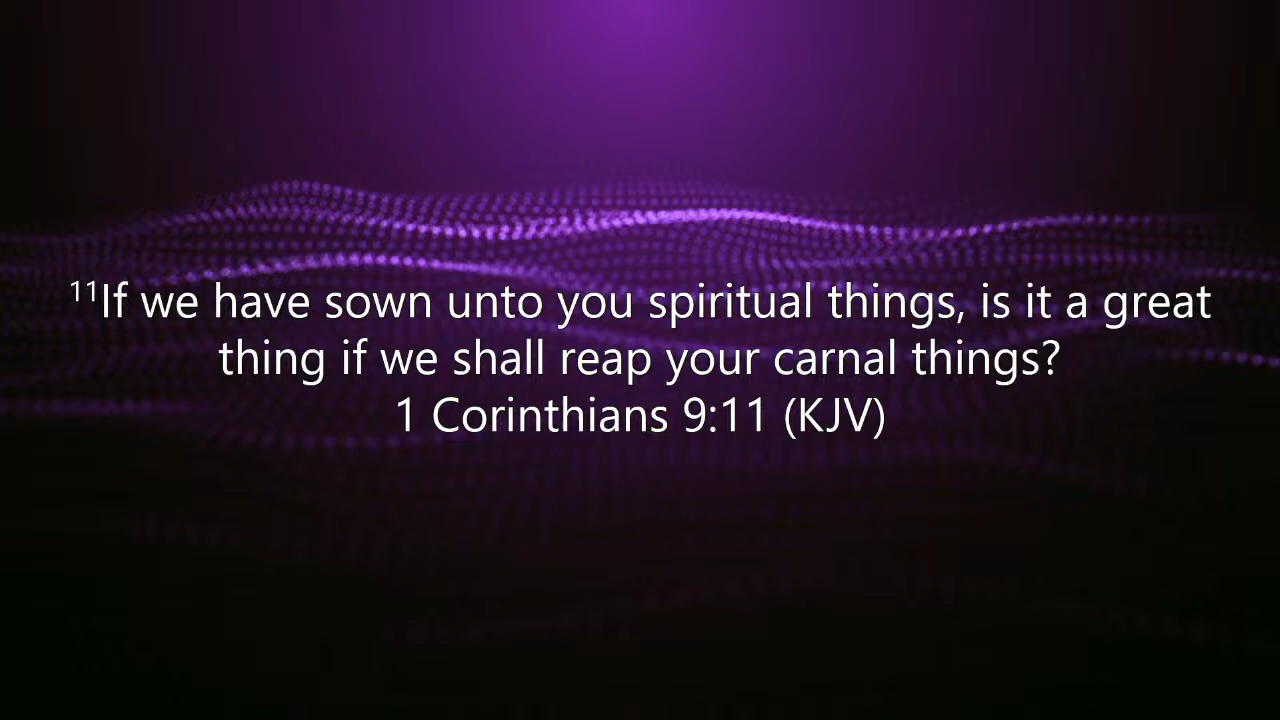 ¹¹If we have sown unto you spiritual things, is it a great
thing if we shall reap your carnal things?
1 Corinthians 9:11 (KJV)